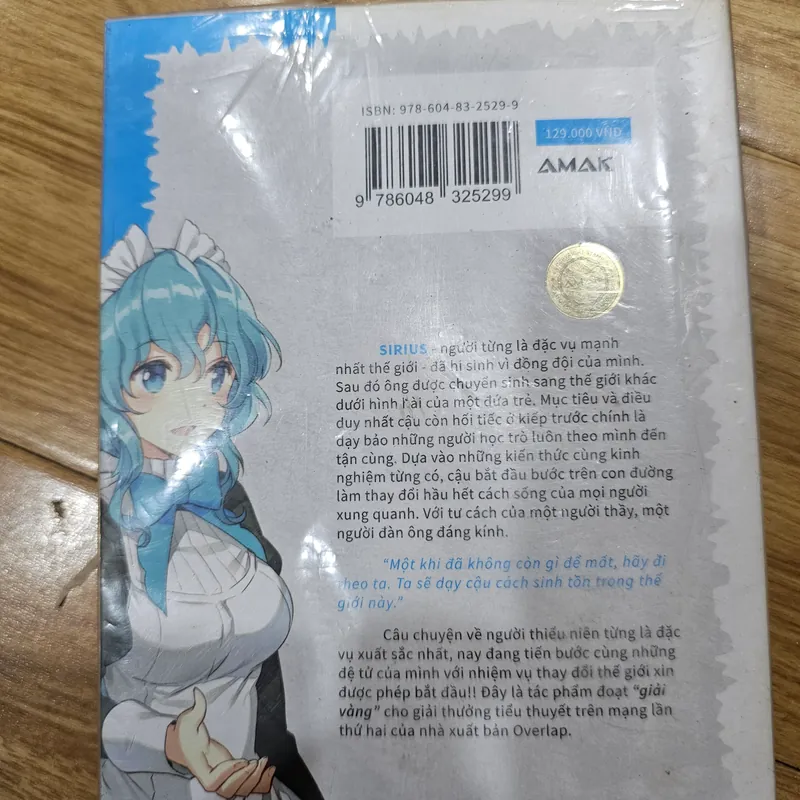 ISBN: 978-604-83-2529-9
129.000 VNĐ
AMAK
9 786048 325299
SIRIUS - người từng là đặc vụ mạnh
nhất thế giới - đã hi sinh vì đồng đội của mình.
Sau đó ông được chuyển sinh sang thế giới khác
dưới hình hài của một đứa trẻ. Mục tiêu và điều
duy nhất cậu còn hối tiếc ở kiếp trước chính là
dạy bảo những người học trò luôn theo mình đến
tận cùng. Dựa vào những kiến thức cùng kinh
nghiệm từng có, cậu bắt đầu bước trên con đường
làm thay đổi hầu hết cách sống của mọi người
xung quanh. Với tư cách của một người thầy, một
người đàn ông đáng kính.
"Một khi đã không còn gì để mất, hãy đi
theo ta. Ta sẽ dạy cậu cách sinh tồn trong thế
giới này."
Câu chuyện về người thiếu niên từng là đặc
vụ xuất sắc nhất, nay đang tiến bước cùng những
đệ tử của mình với nhiệm vụ thay đổi thế giới xin
được phép bắt đầu!! Đây là tác phẩm đoạt "giải
vàng" cho giải thưởng tiểu thuyết trên mạng lần
thứ hai của nhà xuất bản Overlap.